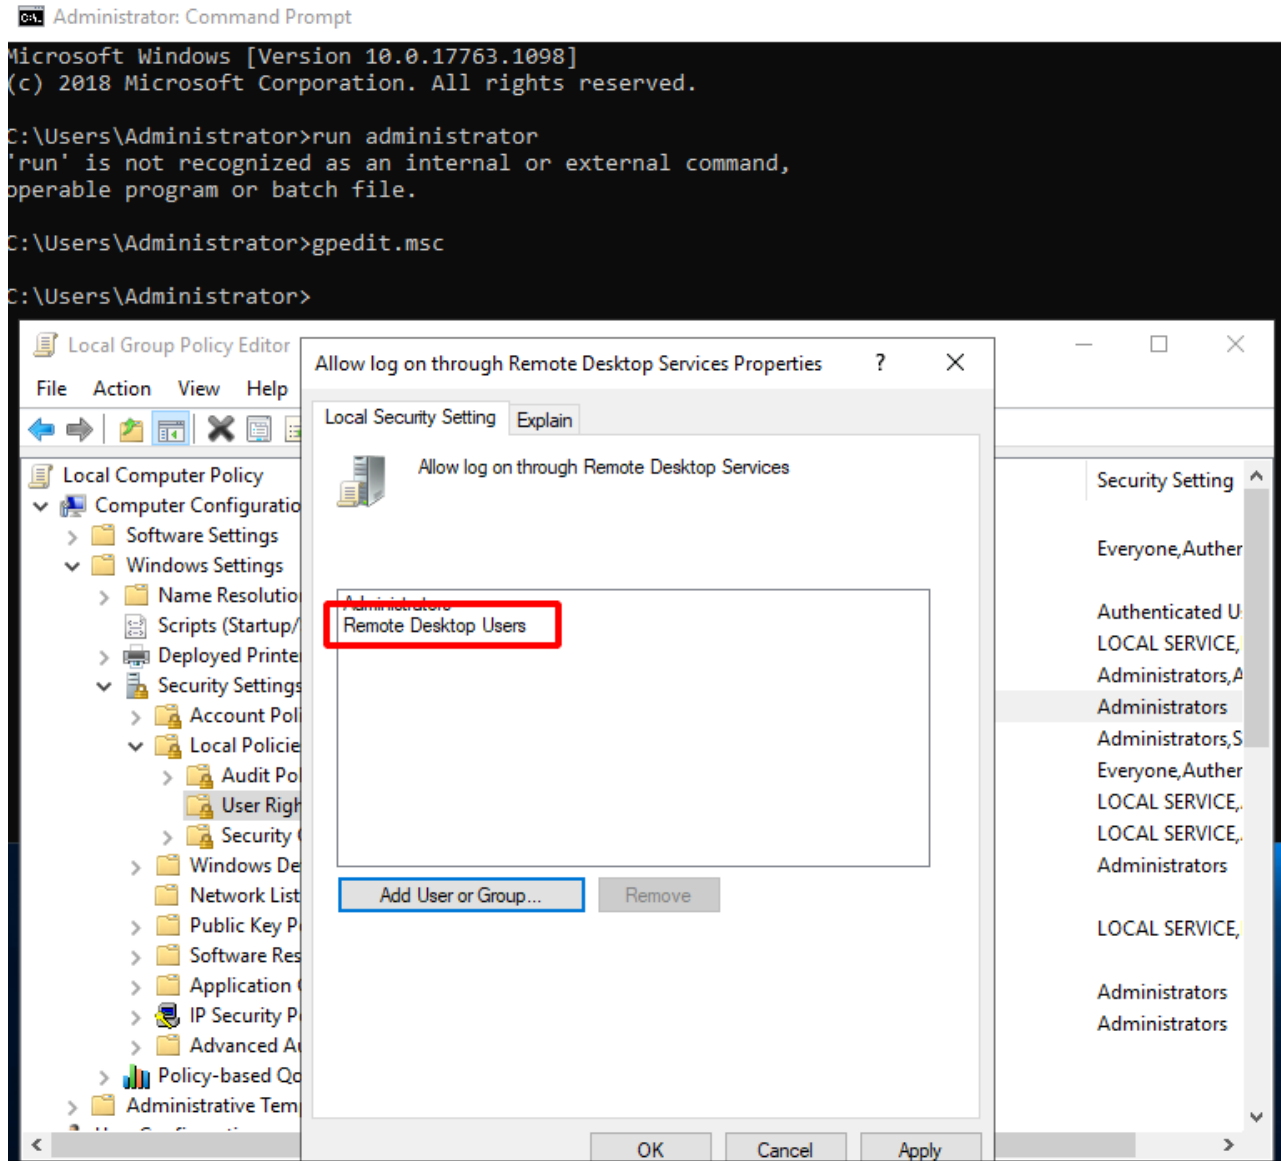 Administrator: Command Prompt
Microsoft Windows [Version 10.0.17763.1098]
(c) 2018 Microsoft Corporation. All rights reserved.
C:\Users\Administrator>run administrator
'run' is not recognized as an internal or external command,
operable program or batch file.
C:\Users\Administrator>gpedit.msc
C:\Users\Administrator>
Local Group Policy Editor
File Action View Help
Allow log on through Remote Desktop Services Properties ?
Local Security Setting Explain
Allow log on through Remote Desktop Services
Administrators
Remote Desktop Users
Add User or Group... Remove
OK Cancel Apply
Local Computer Policy
Computer Configuratio
Software Settings
Windows Settings
Name Resolutio
Scripts (Startup/
Deployed Printe
Security Settings
Account Poli
Local Policie
Audit Pol
User Righ
Security
Windows De
Network List
Public Key P
Software Res
Application
IP Security P
Advanced Au
Policy-based Qo
Administrative Tem
Security Setting
Everyone,Authen
Authenticated U
LOCAL SERVICE,
Administrators,A
Administrators
Administrators,S
Everyone,Authen
LOCAL SERVICE,
LOCAL SERVICE,
Administrators
LOCAL SERVICE,
Administrators
Administrators